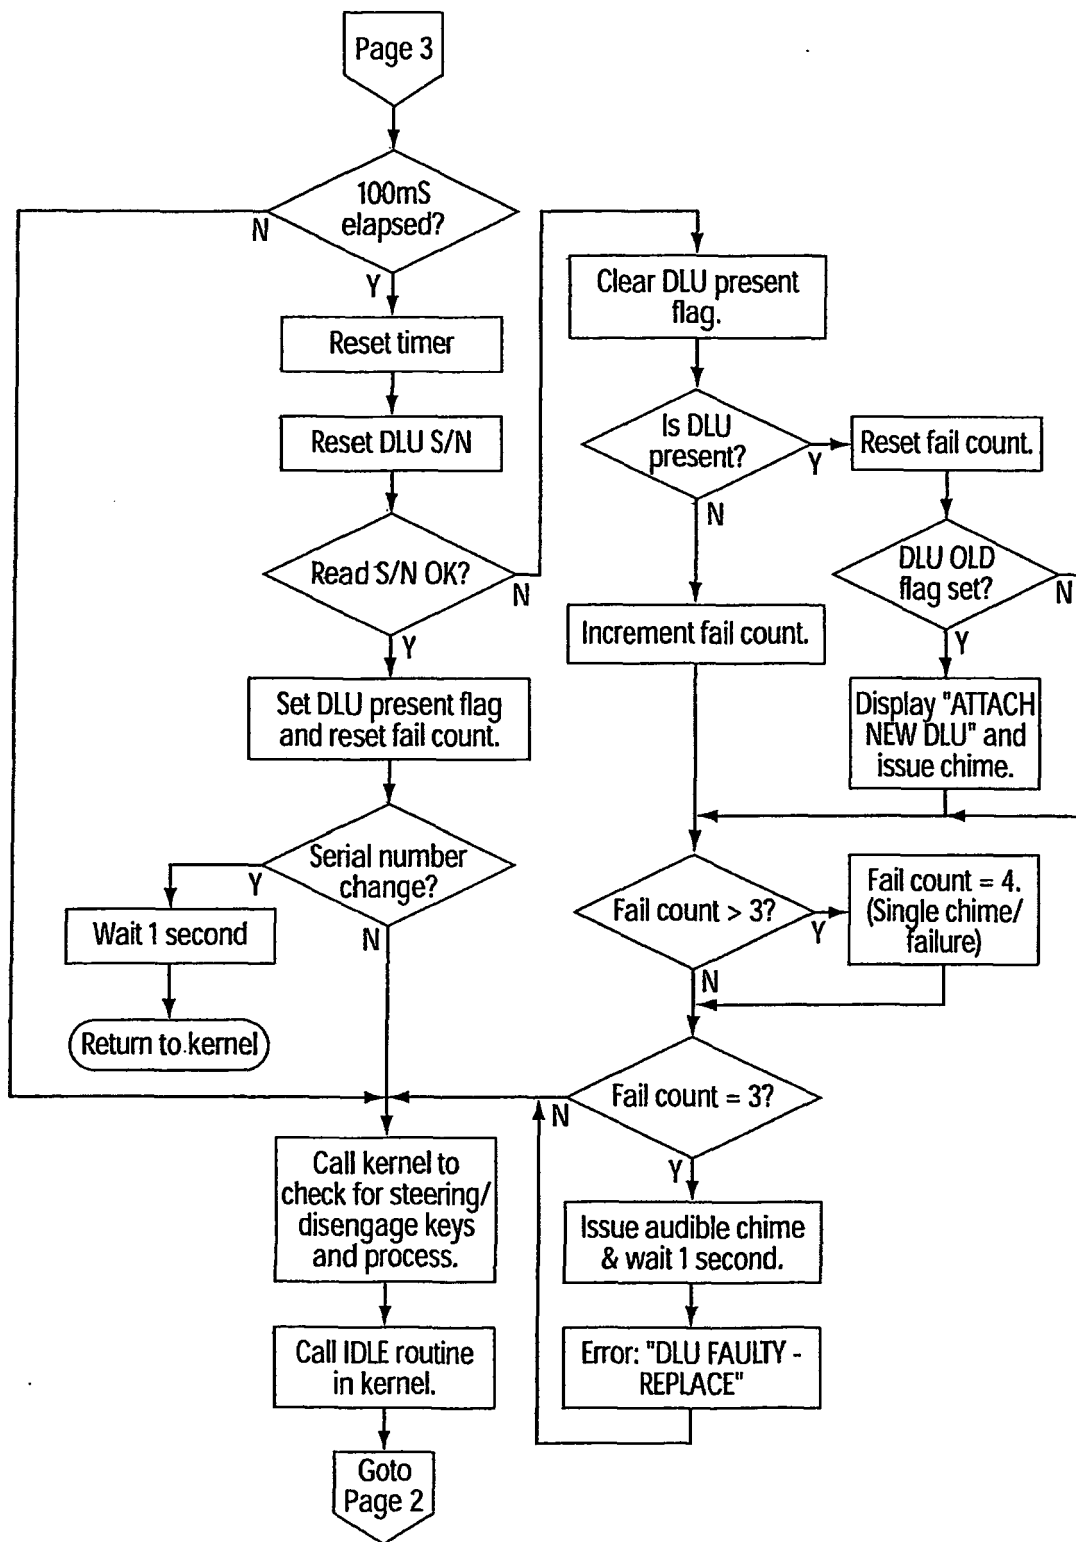 Page 3
100mS
elapsed?
N
Y
Reset timer
Reset DLU S/N
Read S/N OK?
N
Y
Set DLU present flag
and reset fail count.
Serial number
change?
Y
N
Wait 1 second
Return to kernel
Clear DLU present
flag.
Is DLU
present?
Y
N
Reset fail count.
DLU OLD
flag set?
N
Y
Increment fail count.
Display "ATTACH
NEW DLU" and
issue chime.
Fail count > 3?
Y
N
Fail count = 4.
(Single chime/
failure)
Fail count = 3?
N
Y
Issue audible chime
& wait 1 second.
Error: "DLU FAULTY -
REPLACE"
Call kernel to
check for steering/
disengage keys
and process.
Call IDLE routine
in kernel.
Goto
Page 2